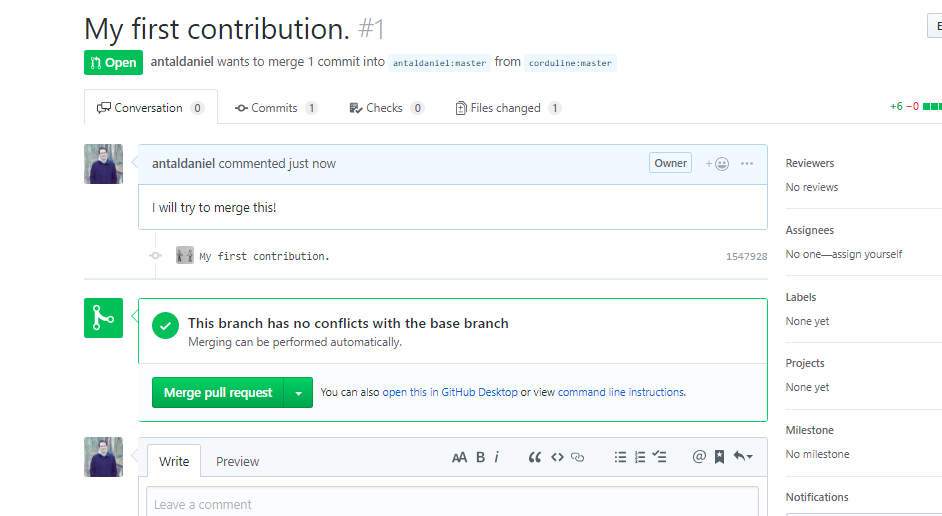 My first contribution. #1
E
Open antaldaniel wants to merge 1 commit into antaldaniel:master from corduline:master
Conversation 0 Commits 1 Checks 0 Files changed 1 +6 −0
antaldaniel commented just now Owner
I will try to merge this!
My first contribution. 1547928
This branch has no conflicts with the base branch
Merging can be performed automatically.
Merge pull request You can also open this in GitHub Desktop or view command line instructions.
Write Preview AA B i
Leave a comment
Reviewers
No reviews
Assignees
No one—assign yourself
Labels
None yet
Projects
None yet
Milestone
No milestone
Notifications